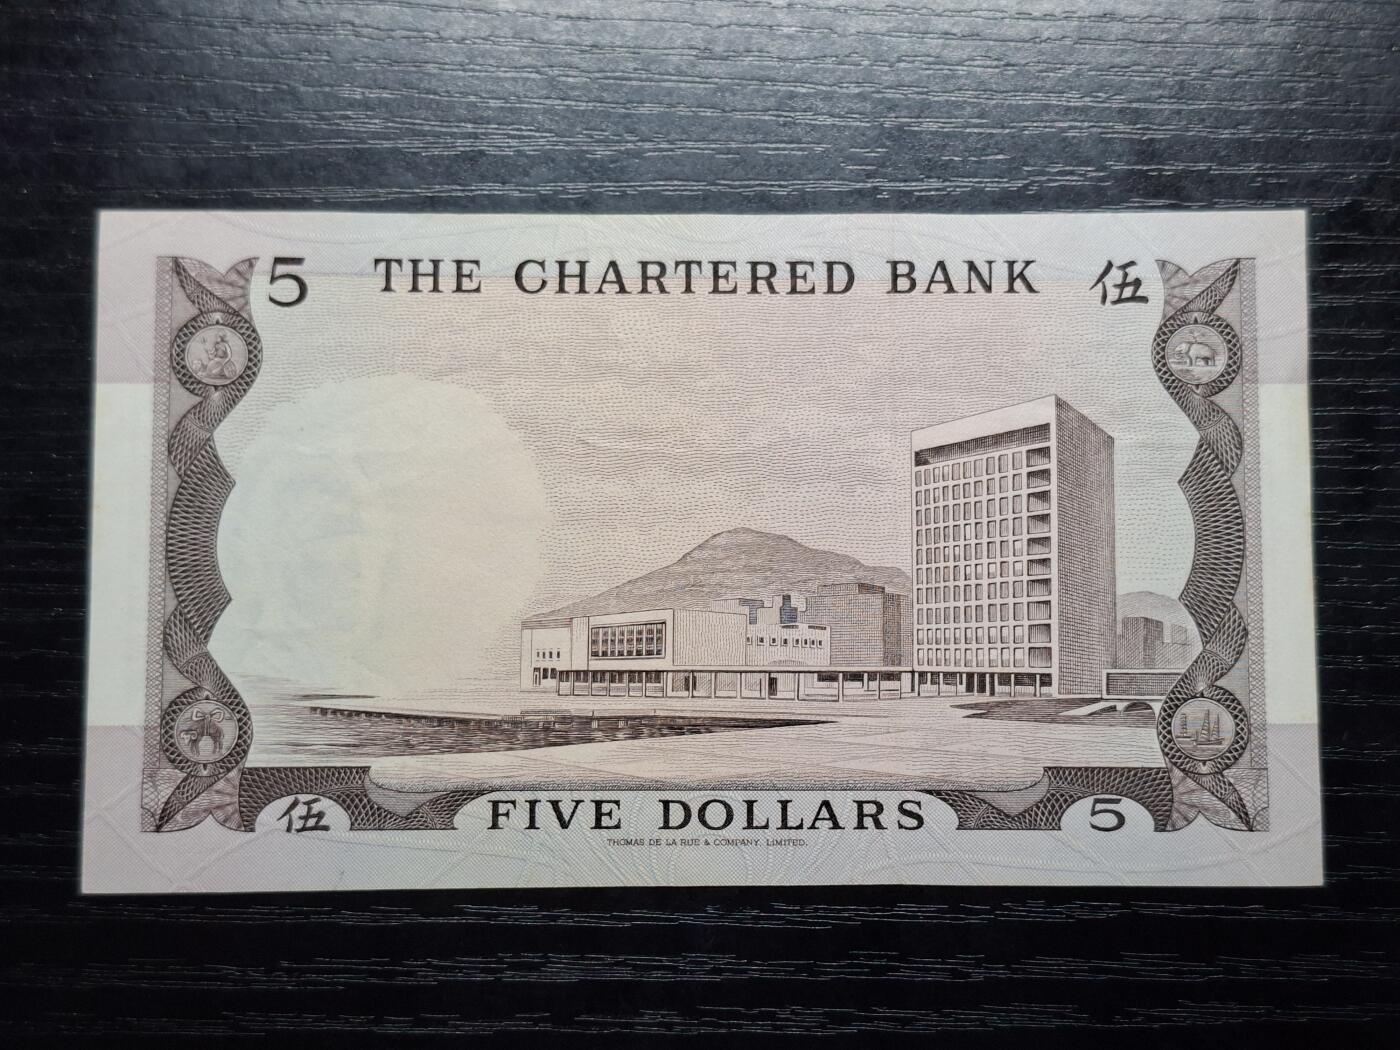 5 THE CHARTERED BANK 伍
伍 FIVE DOLLARS 5
THOMAS DE LA RUE & COMPANY, LIMITED.